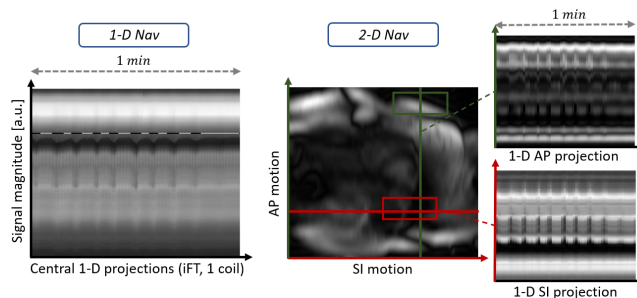 1-D Nav
2-D Nav
1 min
1 min
Signal magnitude [a.u.]
AP motion
1-D AP projection
Central 1-D projections (iFT, 1 coil)
SI motion
1-D SI projection